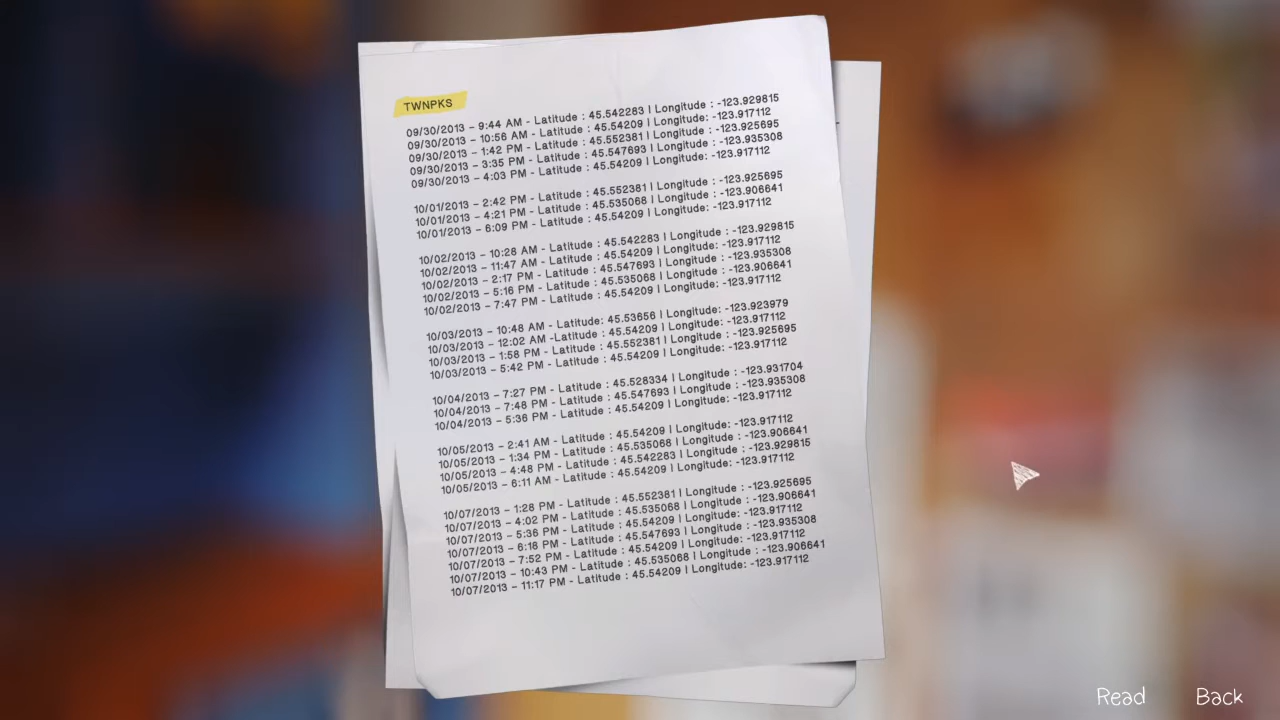 TWNPKS
09/30/2013 - 9:44 AM - Latitude : 45.542283 | Longitude : -123.929815
09/30/2013 - 10:56 AM - Latitude : 45.54209 | Longitude : -123.917112
09/30/2013 - 1:42 PM - Latitude : 45.552381 | Longitude : -123.925695
09/30/2013 - 3:35 PM - Latitude : 45.547693 | Longitude : -123.935308
09/30/2013 - 4:03 PM - Latitude : 45.54209 | Longitude: -123.917112
10/01/2013 - 2:42 PM - Latitude : 45.552381 | Longitude : -123.925695
10/01/2013 - 4:21 PM - Latitude : 45.535068 | Longitude : -123.906641
10/01/2013 - 6:09 PM - Latitude : 45.54209 | Longitude: -123.917112
10/02/2013 - 10:28 AM - Latitude : 45.542283 | Longitude : -123.929815
10/02/2013 - 11:47 AM - Latitude : 45.54209 | Longitude : -123.917112
10/02/2013 - 2:17 PM - Latitude : 45.547693 | Longitude : -123.935308
10/02/2013 - 5:16 PM - Latitude : 45.535068 | Longitude : -123.906641
10/02/2013 - 7:47 PM - Latitude : 45.54209 | Longitude: -123.917112
10/03/2013 - 10:48 AM - Latitude: 45.53656 | Longitude : -123.923979
10/03/2013 - 12:02 AM -Latitude : 45.54209 | Longitude : -123.917112
10/03/2013 - 1:58 PM - Latitude : 45.552381 | Longitude : -123.925695
10/03/2013 - 5:42 PM - Latitude : 45.54209 | Longitude: -123.917112
10/04/2013 - 7:27 PM - Latitude : 45.528334 | Longitude : -123.931704
10/04/2013 - 7:48 PM - Latitude : 45.547693 | Longitude : -123.935308
10/04/2013 - 5:36 PM - Latitude : 45.54209 | Longitude: -123.917112
10/05/2013 - 2:41 AM - Latitude : 45.54209 | Longitude : -123.917112
10/05/2013 - 1:34 PM - Latitude : 45.535068 | Longitude : -123.906641
10/05/2013 - 4:48 PM - Latitude : 45.542283 | Longitude : -123.929815
10/05/2013 - 6:11 AM - Latitude : 45.54209 | Longitude: -123.917112
10/07/2013 - 1:28 PM - Latitude : 45.552381 | Longitude : -123.925695
10/07/2013 - 4:02 PM - Latitude : 45.535068 | Longitude : -123.906641
10/07/2013 - 5:36 PM - Latitude : 45.54209 | Longitude : -123.917112
10/07/2013 - 6:18 PM - Latitude : 45.547693 | Longitude : -123.935308
10/07/2013 - 7:52 PM - Latitude : 45.54209 | Longitude: -123.917112
10/07/2013 - 10:43 PM - Latitude : 45.535068 | Longitude : -123.906641
10/07/2013 - 11:17 PM - Latitude : 45.54209 | Longitude: -123.917112
Read Back